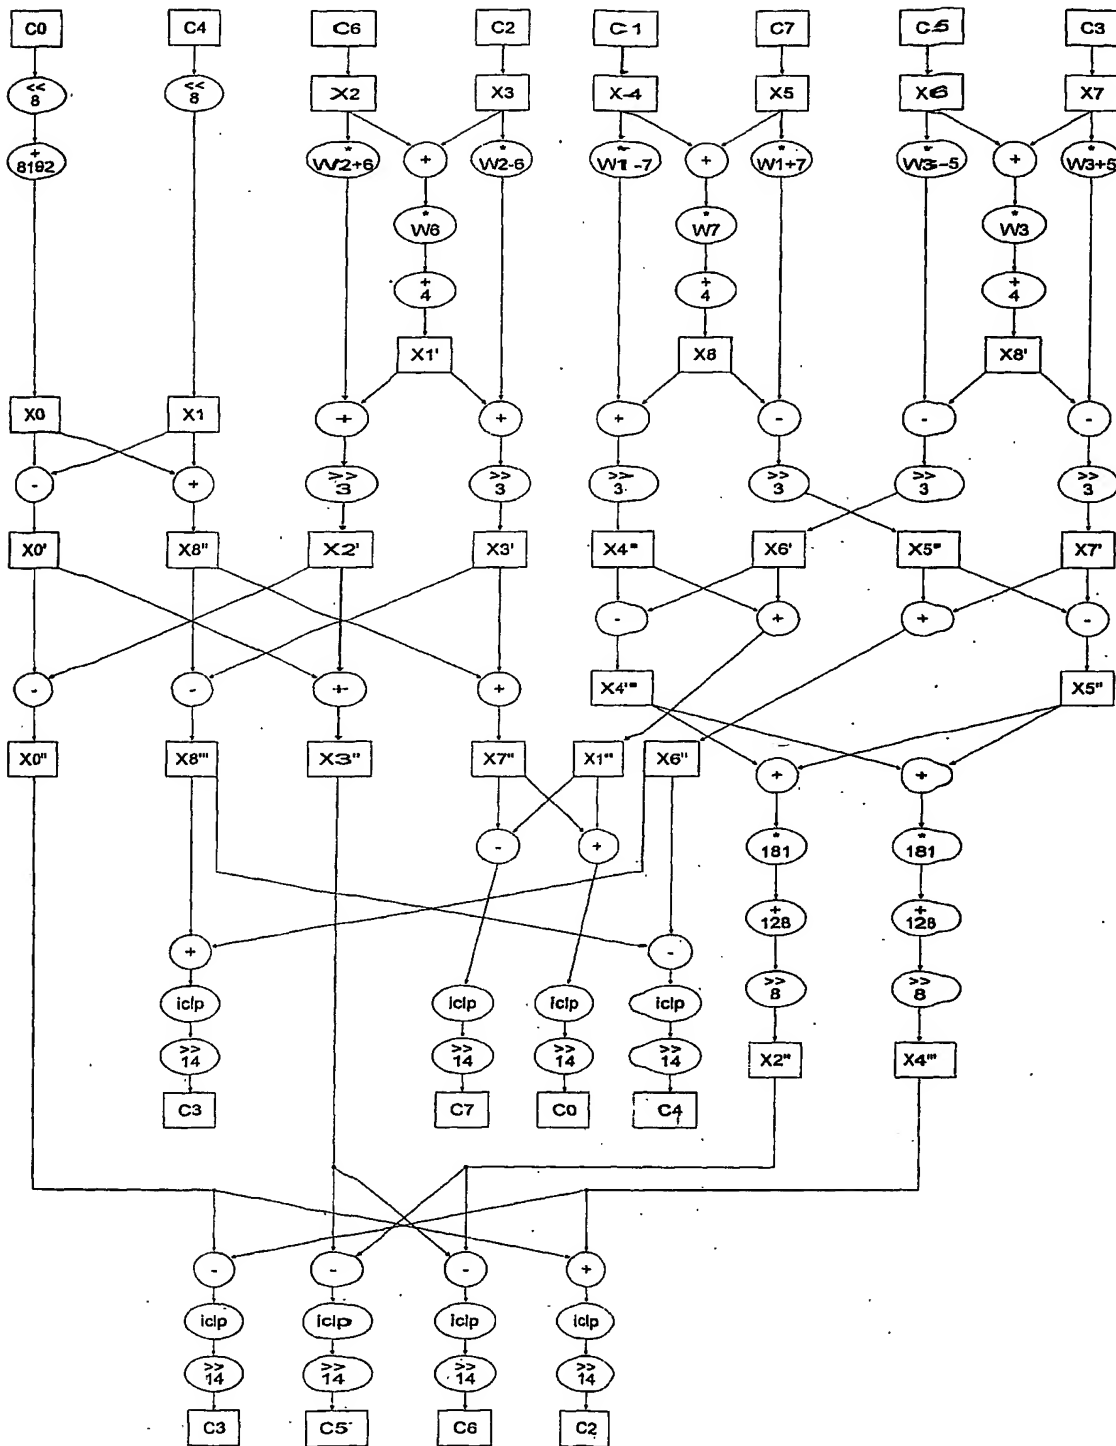 C0 C4 C6 C2 C-1 C7 C-5 C3
<< 8
<< 8
X2 X3 X-4 X5 X6 X7
+ 8192
* W2+6
+
* W2-6
* W1-7
+
* W1+7
* W3-5
+
* W3+5
* W6
* W7
* W3
+ 4
+ 4
+ 4
X1' X8 X8'
X0 X1
+ + + - - -
- +
>> 3
>> 3
>> 3
>> 3
>> 3
>> 3
X0' X8" X2' X3' X4" X6' X5" X7'
- + + -
- - + +
X4'" X5"
X0" X8'" X3" X7" X1'" X6"
+ +
- +
* 181
* 181
+ 128
+ 128
+ -
iclp iclp iclp iclp
>> 8
>> 8
>> 14
>> 14
>> 14
>> 14
X2" X4'"
C3 C7 C0 C4
- - - +
iclp iclp iclp iclp
>> 14
>> 14
>> 14
>> 14
C3 C5 C6 C2